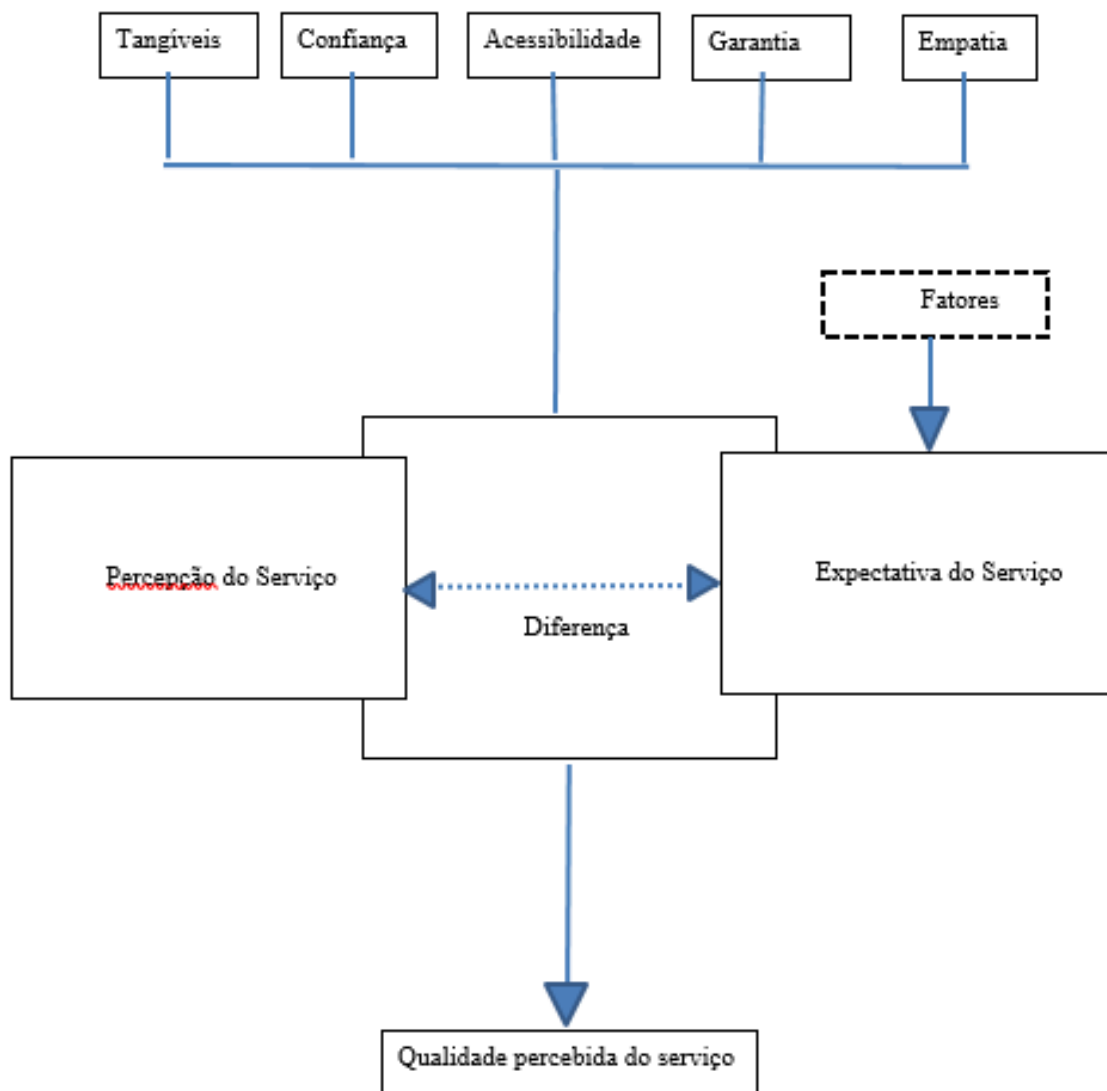 Tangíveis
Confiança
Acessibilidade
Garantia
Empatia
Fatores
Percepção do Serviço
Expectativa do Serviço
Diferença
Qualidade percebida do serviço